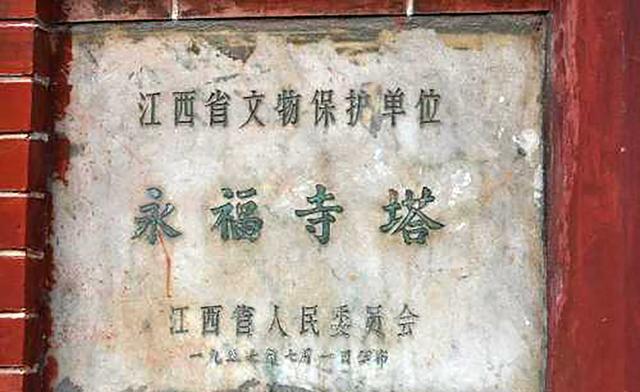 江西省文物保护单位
永福寺塔
江西省人民委员会
一九五七年七月一日公布